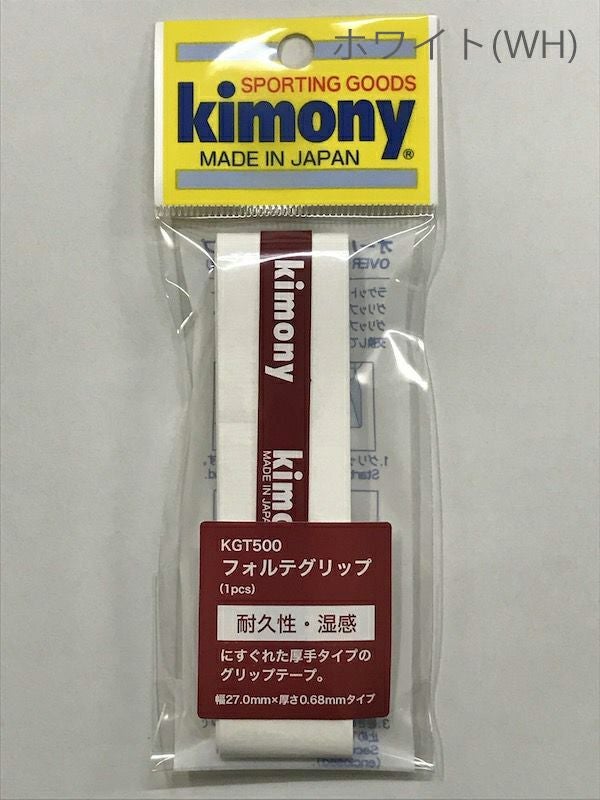 ホワイト(WH)
SPORTING GOODS
kimony
MADE IN JAPAN
®
kimony
kimo
MADE IN JAPA
KGT500
フォルテグリップ
(1pcs)
耐久性・湿感
にすぐれた厚手タイプの
グリップテープ。
幅27.0mm×厚さ0.68mmタイプ